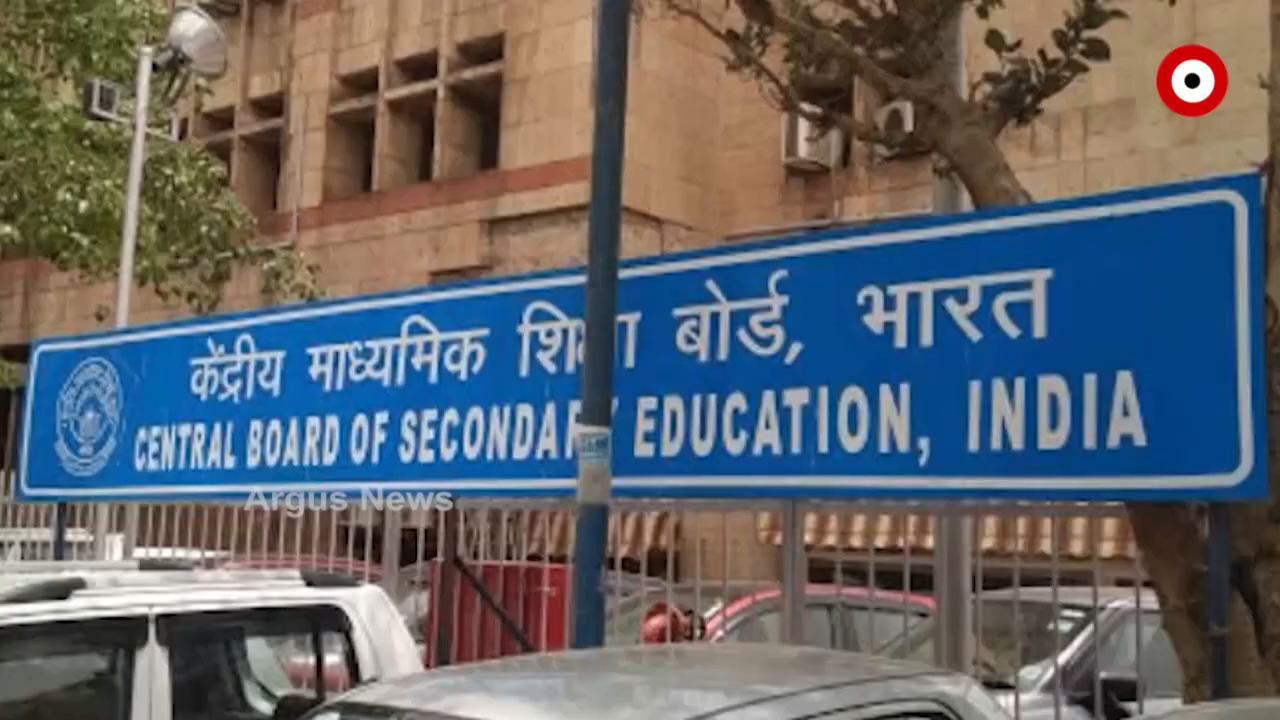 केंद्रीय माध्यमिक शिक्षा बोर्ड, भारत
CENTRAL BOARD OF SECONDARY EDUCATION, INDIA
Argus News